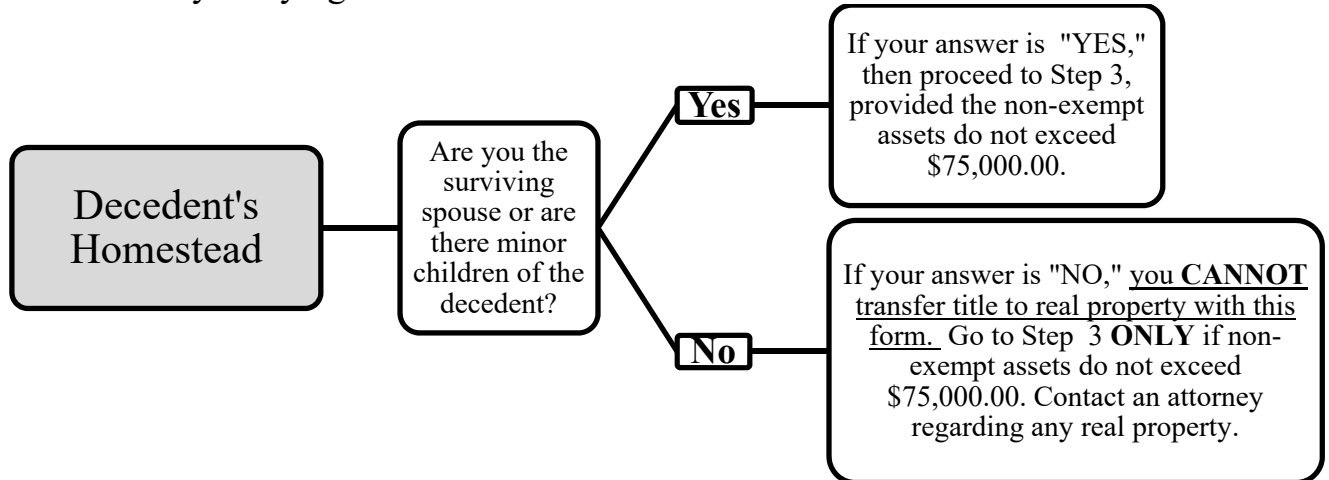 Decedent's
Homestead
Are you the
surviving
spouse or are
there minor
children of the
decedent?
Yes
If your answer is "YES,"
then proceed to Step 3,
provided the non-exempt
assets do not exceed
$75,000.00.
No
If your answer is "NO," you CANNOT
transfer title to real property with this
form. Go to Step 3 ONLY if non-
exempt assets do not exceed
$75,000.00. Contact an attorney
regarding any real property.